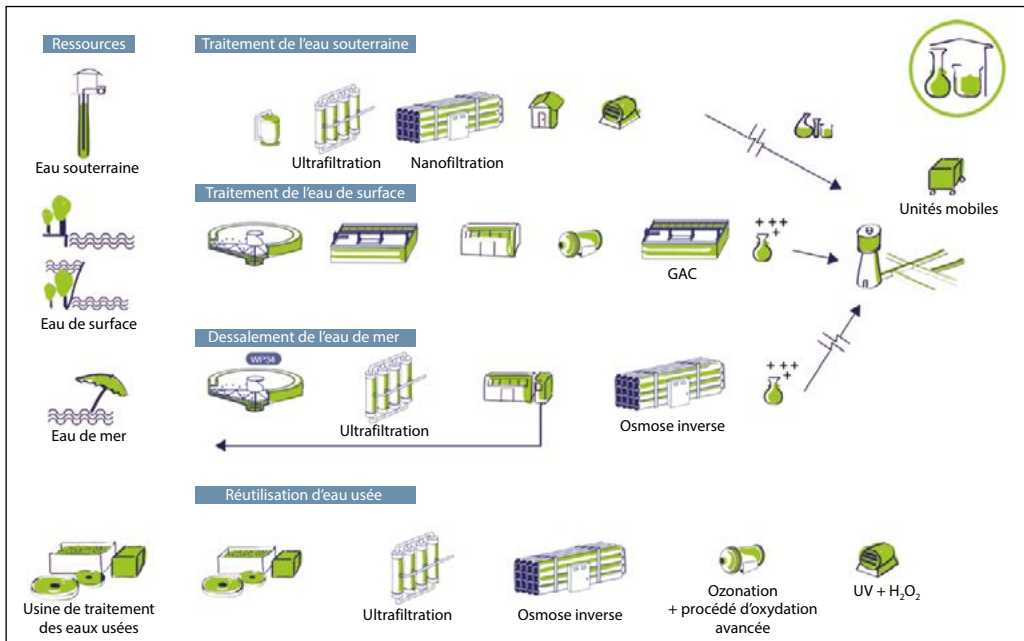 Ressources
Traitement de l'eau souterraine
Ultrafiltration
Nanofiltration
Eau souterraine
Traitement de l'eau de surface
Unités mobiles
GAC
+++
+
Eau de surface
Dessalement de l'eau de mer
WP34
+++
+
Ultrafiltration
Osmose inverse
Eau de mer
Réutilisation d'eau usée
Usine de traitement
des eaux usées
Ultrafiltration
Osmose inverse
Ozonation
+ procédé d'oxydation
avancée
UV + H₂O₂